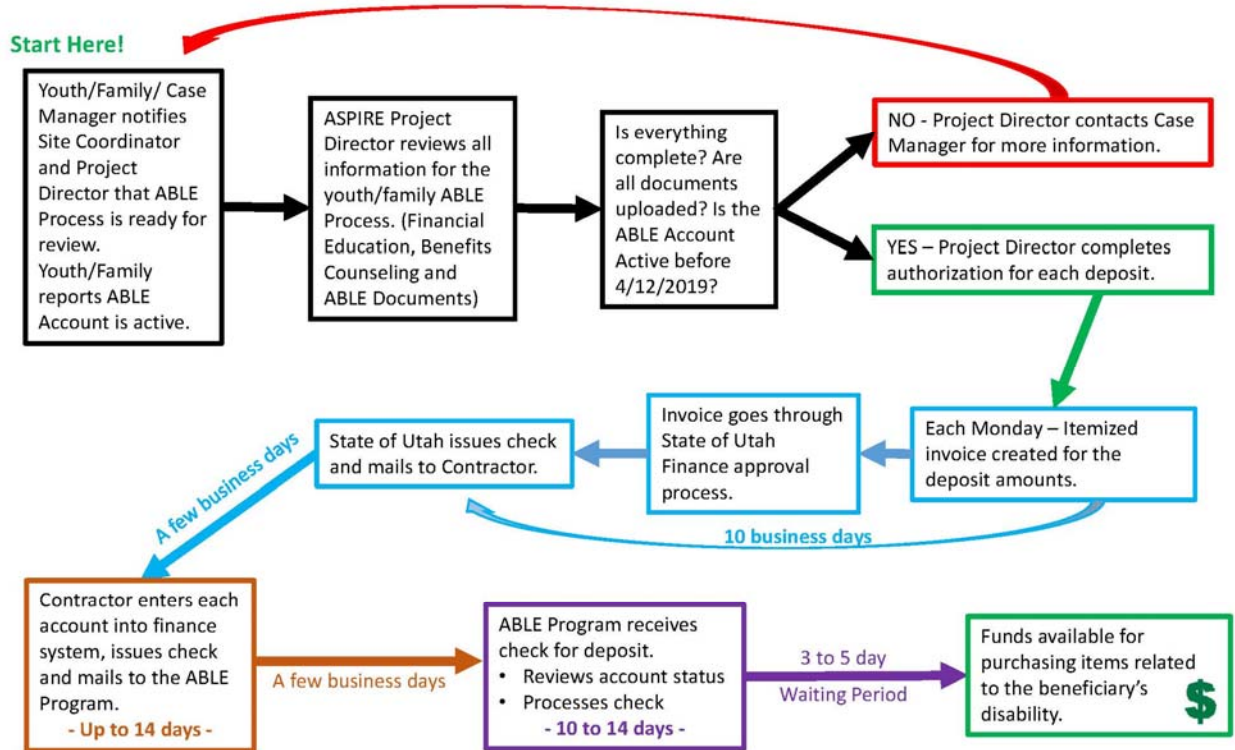 Start Here!
Youth/Family/ Case
Manager notifies
Site Coordinator
and Project
Director that ABLE
Process is ready for
review.
Youth/Family
reports ABLE
Account is active.
ASPIRE Project
Director reviews all
information for the
youth/family ABLE
Process. (Financial
Education, Benefits
Counseling and
ABLE Documents)
Is everything
complete? Are
all documents
uploaded? Is the
ABLE Account
Active before
4/12/2019?
NO - Project Director contacts Case
Manager for more information.
YES – Project Director completes
authorization for each deposit.
Each Monday – Itemized
invoice created for the
deposit amounts.
Invoice goes through
State of Utah
Finance approval
process.
State of Utah issues check
and mails to Contractor.
10 business days
A few business days
Contractor enters each
account into finance
system, issues check
and mails to the ABLE
Program.
- Up to 14 days -
A few business days
ABLE Program receives
check for deposit.
• Reviews account status
• Processes check
- 10 to 14 days -
3 to 5 day
Waiting Period
Funds available for
purchasing items related
to the beneficiary's
disability.
$